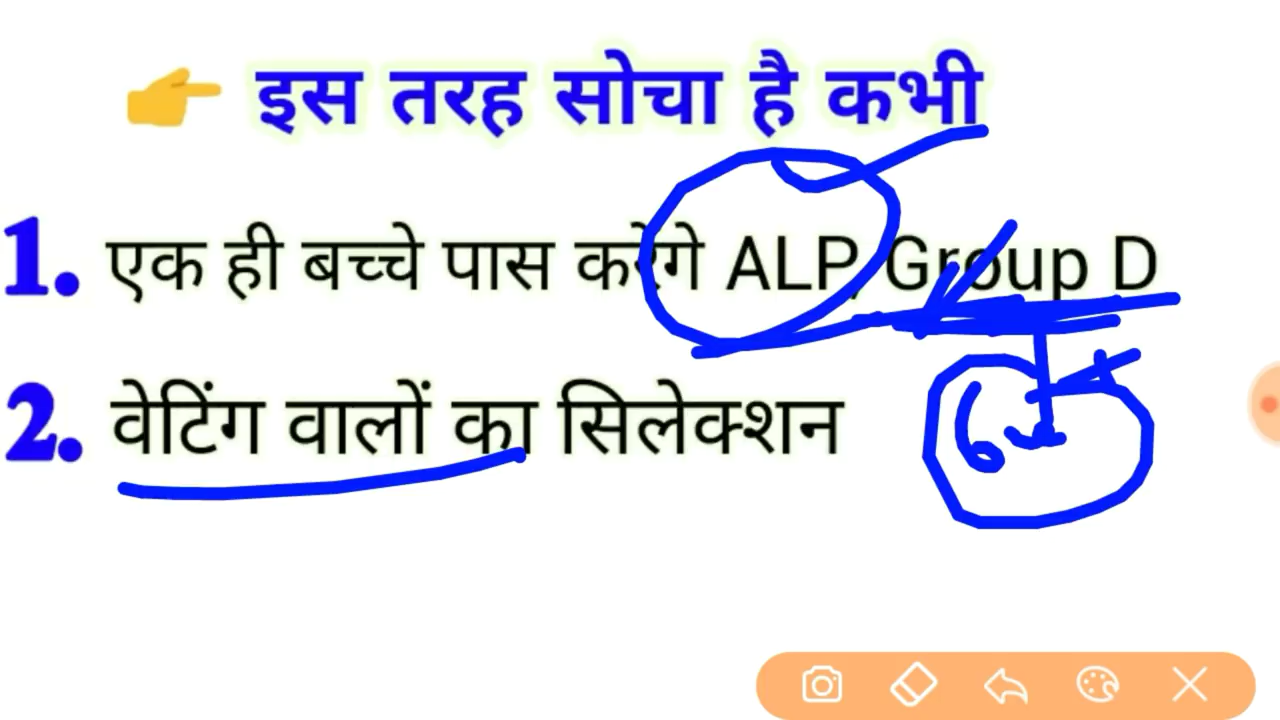 👉 इस तरह सोचा है कभी
1. एक ही बच्चे पास करेंगे ALP, Group D
2. वेटिंग वालों का सिलेक्शन